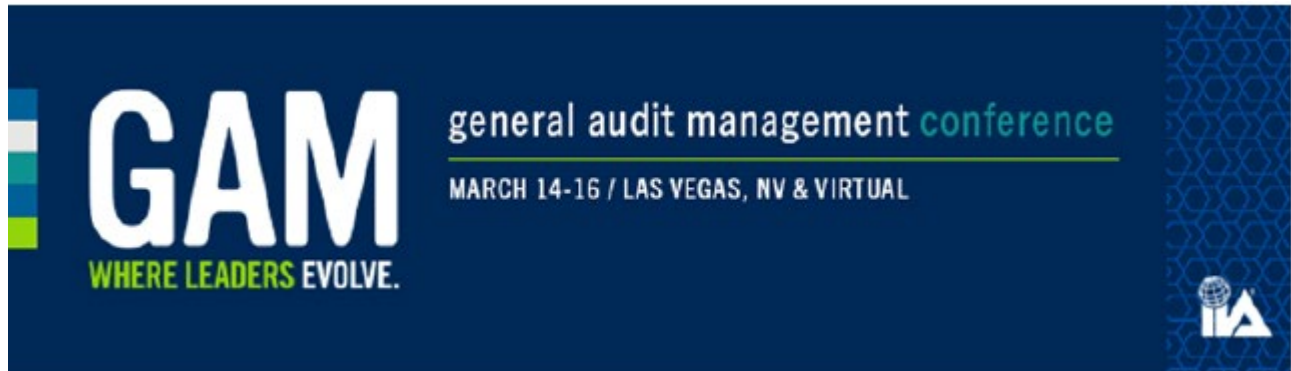 GAM
WHERE LEADERS EVOLVE.
general audit management conference
MARCH 14-16 / LAS VEGAS, NV & VIRTUAL
IIA